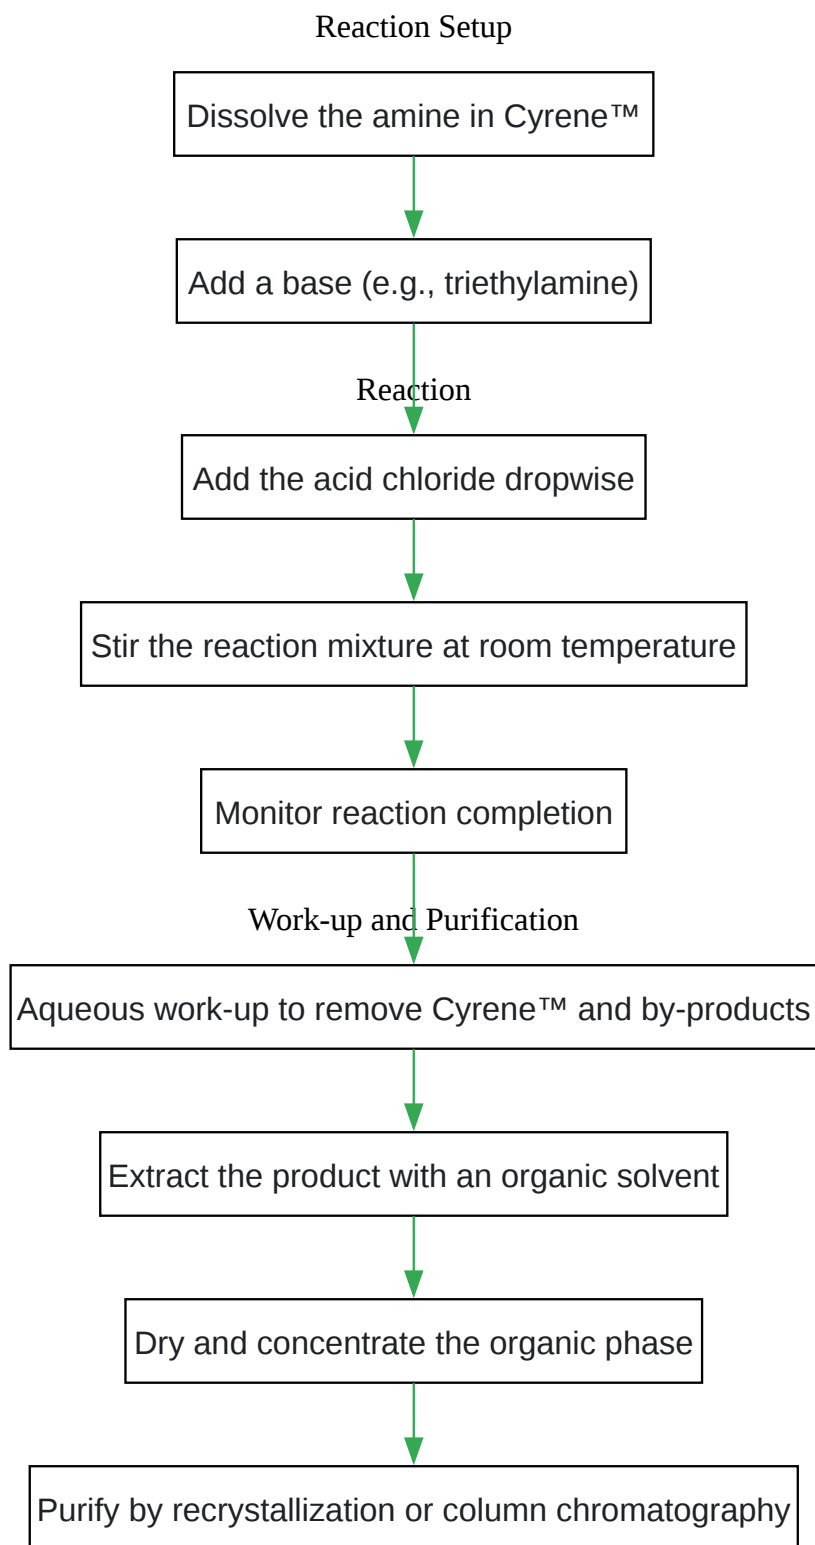 Reaction Setup
Dissolve the amine in Cyrene™
Add a base (e.g., triethylamine)
Reaction
Add the acid chloride dropwise
Stir the reaction mixture at room temperature
Monitor reaction completion
Work-up and Purification
Aqueous work-up to remove Cyrene™ and by-products
Extract the product with an organic solvent
Dry and concentrate the organic phase
Purify by recrystallization or column chromatography